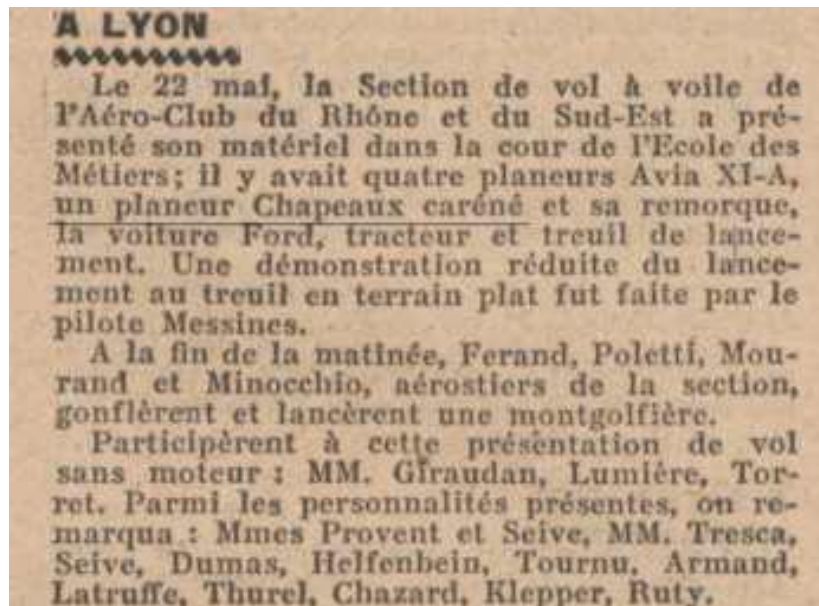 A LYON
Le 22 mai, la Section de vol à voile de
l'Aéro-Club du Rhône et du Sud-Est a pré-
senté son matériel dans la cour de l'Ecole des
Métiers; il y avait quatre planeurs Avia XI-A,
un planeur Chapeaux caréné et sa remorque,
la voiture Ford, tracteur et treuil de lance-
ment. Une démonstration réduite du lance-
ment au treuil en terrain plat fut faite par le
pilote Messines.
A la fin de la matinée, Ferand, Poletti, Mou-
rand et Minocchio, aérostiers de la section,
gonflèrent et lancèrent une montgolfière.
Participèrent à cette présentation de vol
sans moteur : MM. Giraudan, Lumière, Tor-
ret. Parmi les personnalités présentes, on re-
marqua : Mmes Provent et Seive, MM. Tresca,
Seive, Dumas, Helfenbein, Tournu, Armand,
Latruffe, Thurel, Chazard, Klepper, Ruty.